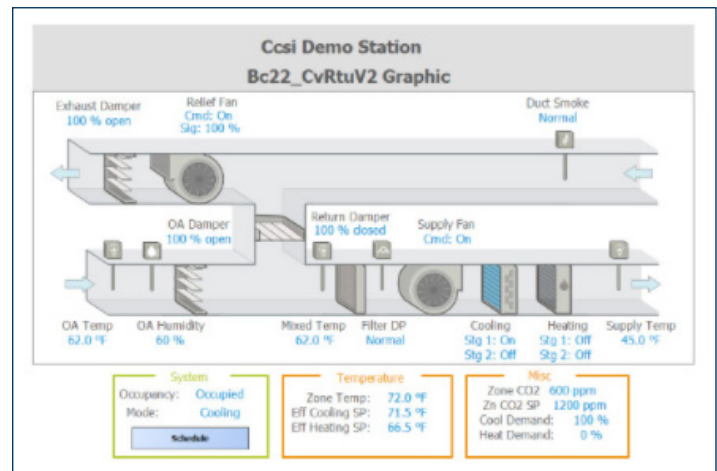 Ccsi Demo Station
Bc22_CvRtuV2 Graphic
Exhaust Damper
100 % open
Relief Fan
Cmd: On
Sig: 100 %
Duct Smoke
Normal
OA Damper
100 % open
Return Damper
100 % closed
Supply Fan
Cmd: On
OA Temp
62.0 °F
OA Humidity
60 %
Mixed Temp
62.0 °F
Filter DP
Normal
Cooling
Stg 1: On
Stg 2: Off
Heating
Stg 1: Off
Stg 2: Off
Supply Temp
45.0 °F
System
Occupancy: Occupied
Mode: Cooling
Schedule
Temperature
Zone Temp: 72.0 °F
Eff Cooling SP: 71.5 °F
Eff Heating SP: 66.5 °F
Misc
Zone CO2 600 ppm
Zn CO2 SP 1200 ppm
Cool Demand: 100 %
Heat Demand: 0 %